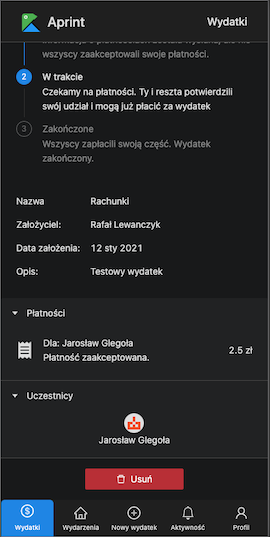 Aprint Wydatki
wszyscy zaakceptowali swoje płatności.
2 W trakcie
Czekamy na płatności. Ty i reszta potwierdzili
swój udział i mogą już płacić za wydatek
3 Zakończone
Wszyscy zapłacili swoją część. Wydatek
zakończony.
Nazwa Rachunki
Założyciel: Rafał Lewanczyk
Data założenia: 12 sty 2021
Opis: Testowy wydatek
Płatności
Dla: Jarosław Glegoła
Płatność zaakceptowana.
2.5 zł
Uczestnicy
Jarosław Glegoła
Usuń
Wydatki Wydarzenia Nowy wydatek Aktywność Profil